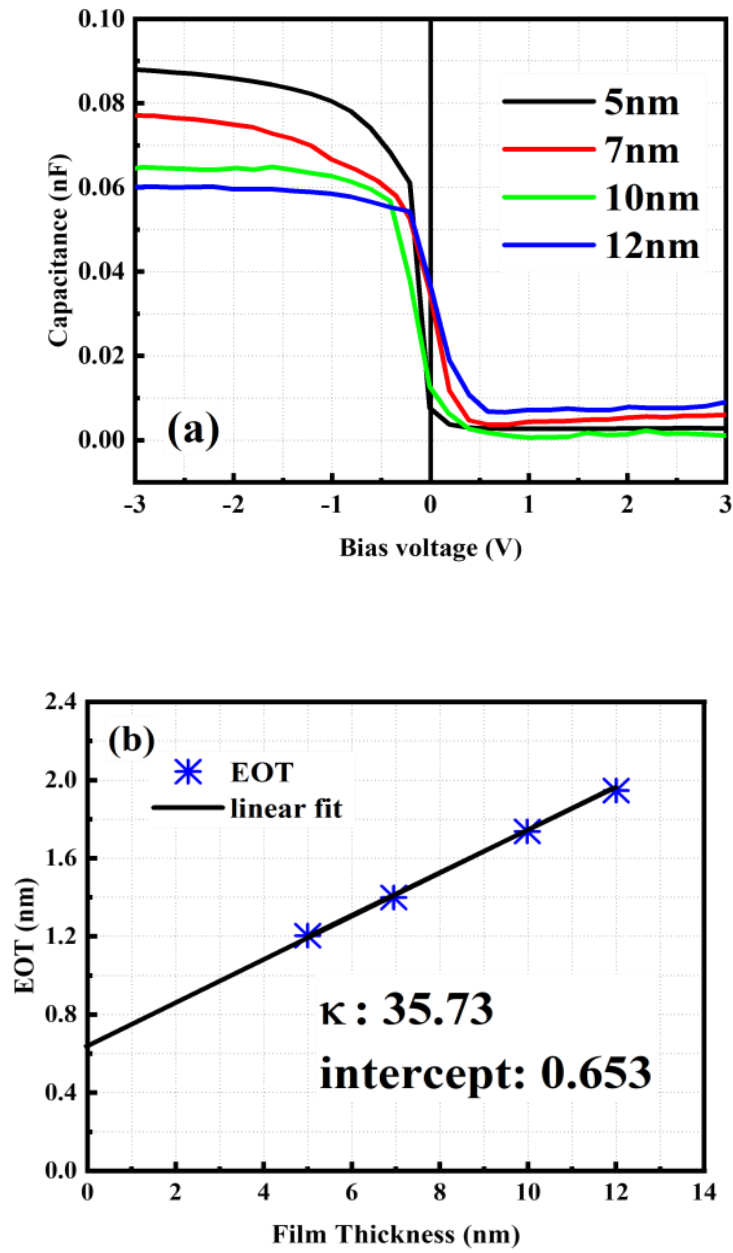 0.10
0.08
0.06
0.04
0.02
0.00
Capacitance (nF)
5nm
7nm
10nm
12nm
(a)
-3 -2 -1 0 1 2 3
Bias voltage (V)
2.4
2.0
1.6
1.2
0.8
0.4
0.0
EOT (nm)
(b)
EOT
linear fit
κ : 35.73
intercept: 0.653
0 2 4 6 8 10 12 14
Film Thickness (nm)